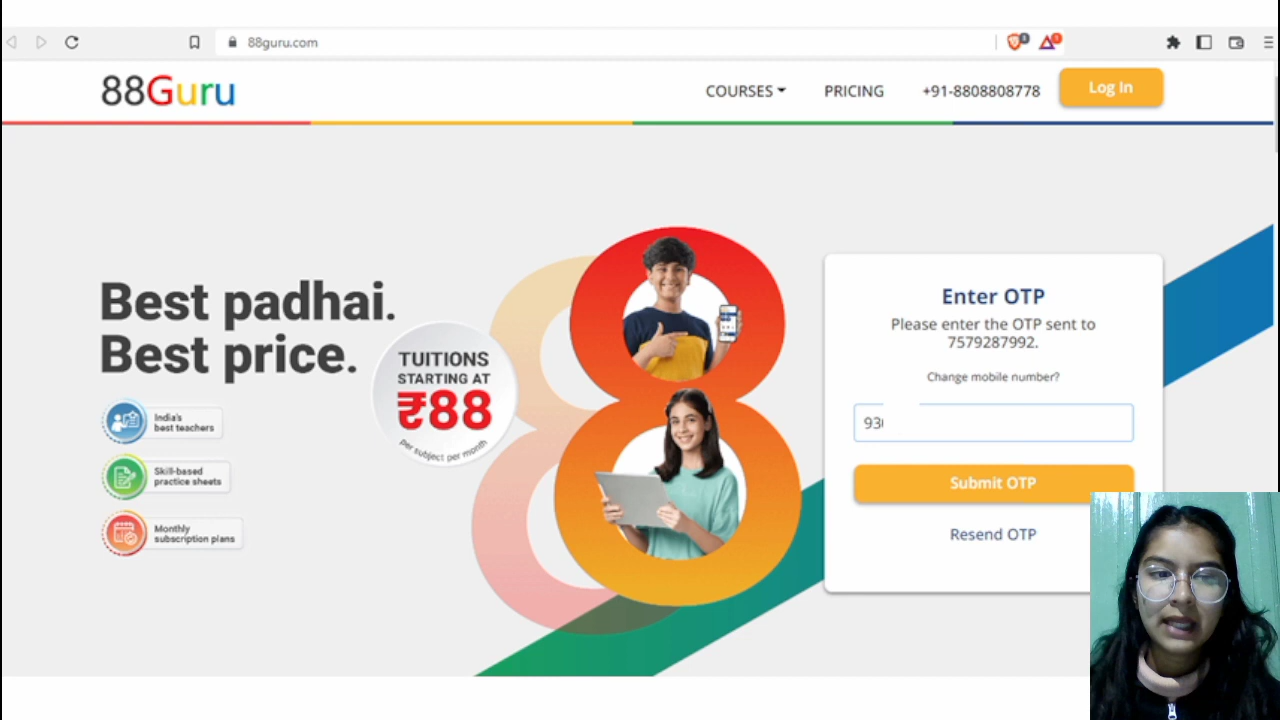 88guru.com
88Guru
COURSES
PRICING
+91-8808808778
Log In
Best padhai.
Best price.
TUITIONS
STARTING AT
₹88
per subject per month
India's
best teachers
Skill-based
practice sheets
Monthly
subscription plans
Enter OTP
Please enter the OTP sent to
7579287992.
Change mobile number?
93
Submit OTP
Resend OTP